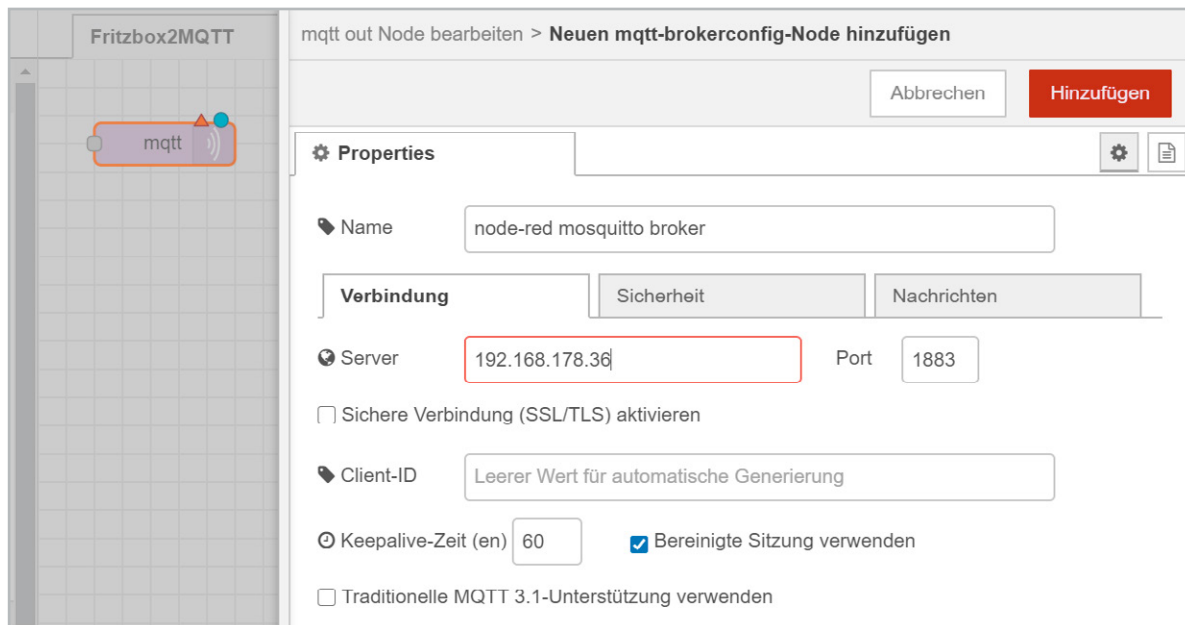 Fritzbox2MQTT
mqtt out Node bearbeiten > Neuen mqtt-brokerconfig-Node hinzufügen
Abbrechen
Hinzufügen
mqtt
Properties
Name
node-red mosquitto broker
Verbindung
Sicherheit
Nachrichten
Server
192.168.178.36
Port
1883
Sichere Verbindung (SSL/TLS) aktivieren
Client-ID
Leerer Wert für automatische Generierung
Keepalive-Zeit (en)
60
Bereinigte Sitzung verwenden
Traditionelle MQTT 3.1-Unterstützung verwenden